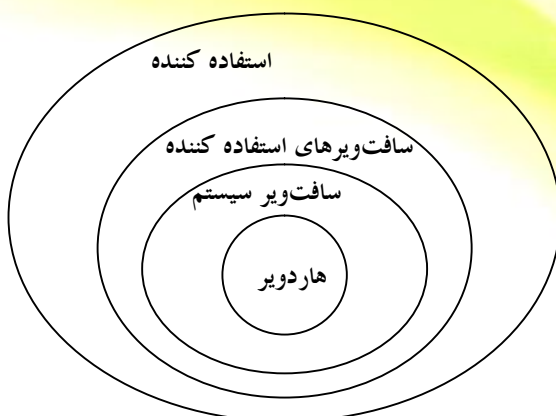 استفاده کننده
سافت‌ویرهای استفاده کننده
سافت‌ویر سیستم
هاردویر